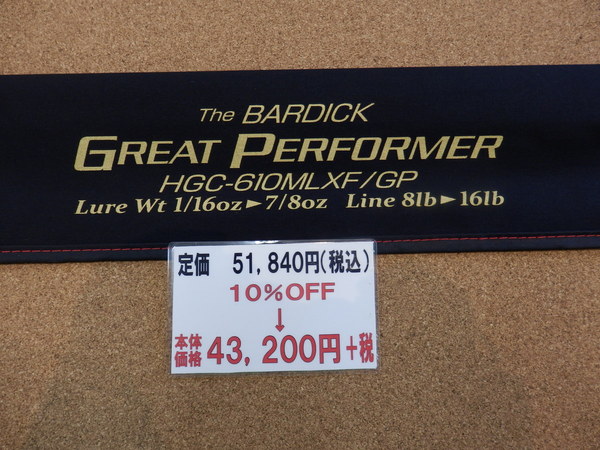 The BARDICK
GREAT PERFORMER
HGC-610MLXF/GP
Lure Wt 1/16oz►7/8oz Line 8lb►16lb
定価 51,840円(税込)
10%OFF
↓
本体価格 43,200円+税